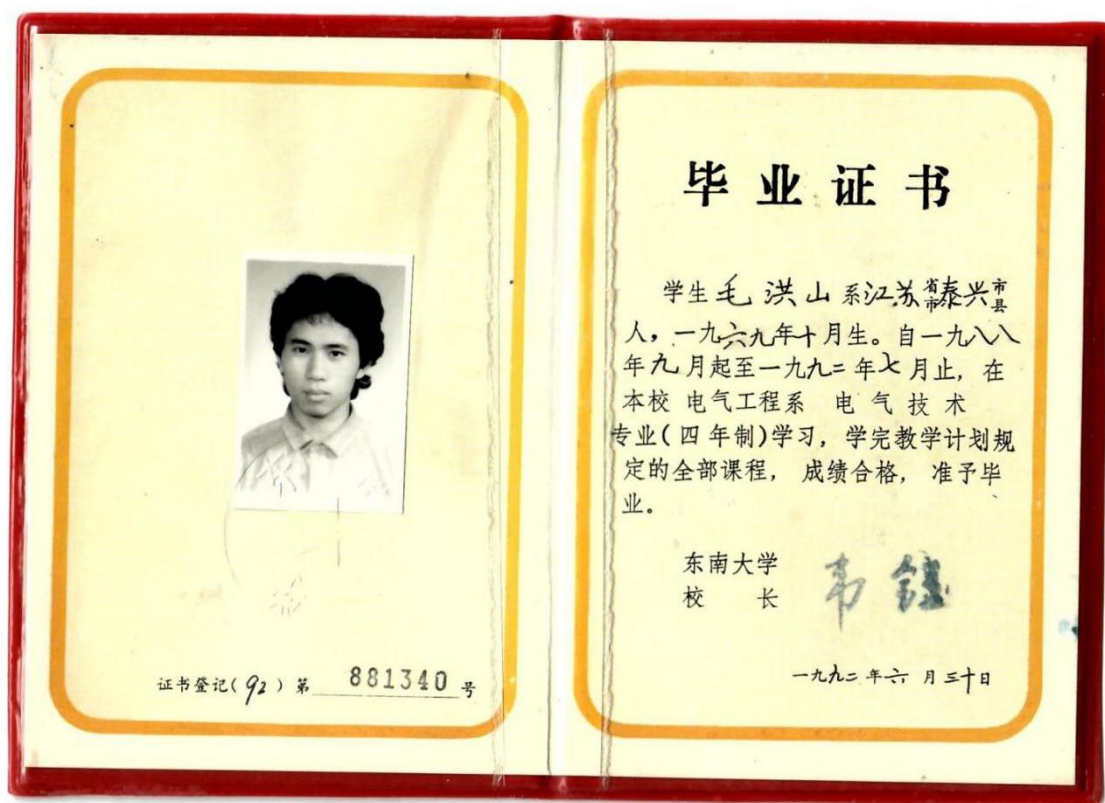 证书登记(92)第 881340 号
毕业证书
学生毛洪山系江苏省市泰兴市县
人,一九六九年十月生。自一九八八
年九月起至一九九二年七月止,在
本校 电气工程系 电气技术
专业(四年制)学习,学完教学计划规
定的全部课程, 成绩合格, 准予毕
业。
东南大学
校 长 韦钰
一九九二年六月三十日